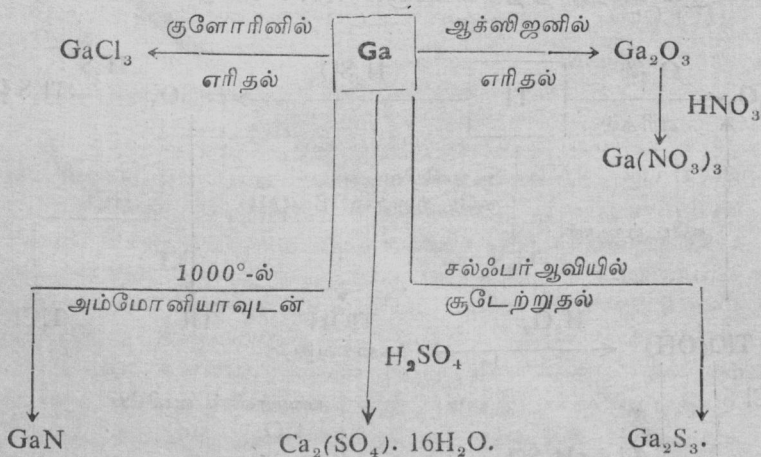 குளோரினில் Ga ஆக்ஸிஜனில்
GaCl₃ Ga₂O₃
எரிதல் எரிதல்
HNO₃
Ga(NO₃)₃
1000°-ல் சல்ஃபர்ஆவியில்
அம்மோனியாவுடன் சூடேற்றுதல்
H₂SO₄
GaN Ca₂(SO₄). 16H₂O. Ga₂S₃.